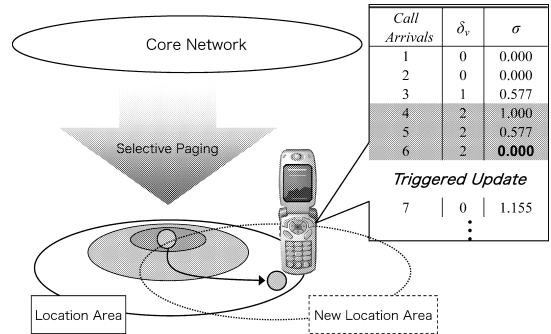 Core Network
Selective Paging
Call Arrivals δv σ
1 0 0.000
2 0 0.000
3 1 0.577
4 2 1.000
5 2 0.577
6 2 0.000
Triggered Update
7 0 1.155
Location Area
New Location Area